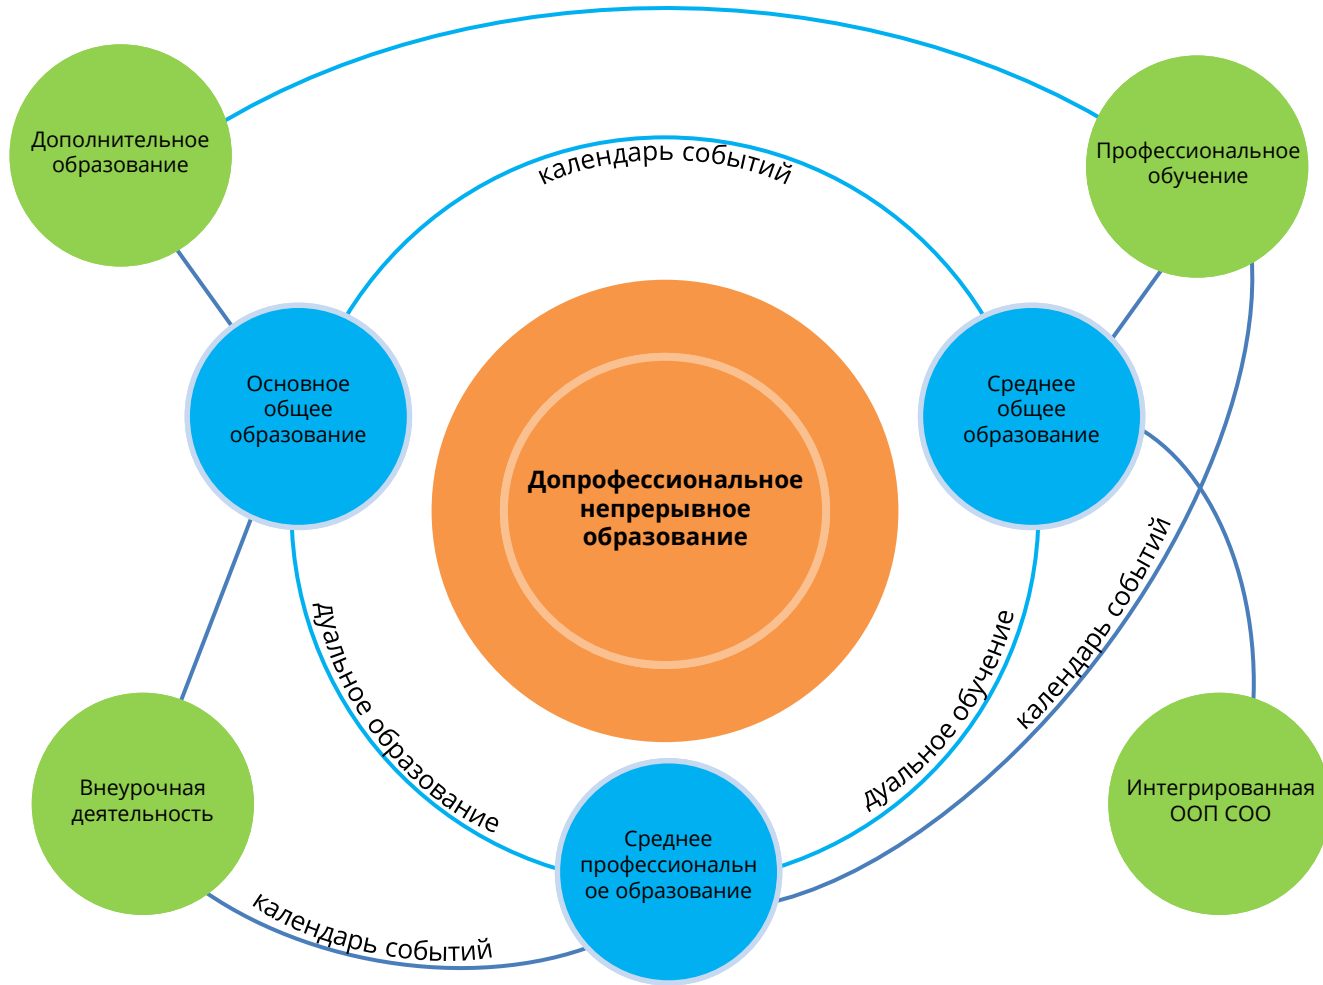 Дополнительное
образование
Профессиональное
обучение
календарь событий
Основное
общее
образование
Среднее
общее
образование
Допрофессиональное
непрерывное
образование
дуальное образование
дуальное обучение
календарь событий
Внеурочная
деятельность
Интегрированная
ООП СОО
Среднее
профессиональн
ое образование
календарь событий